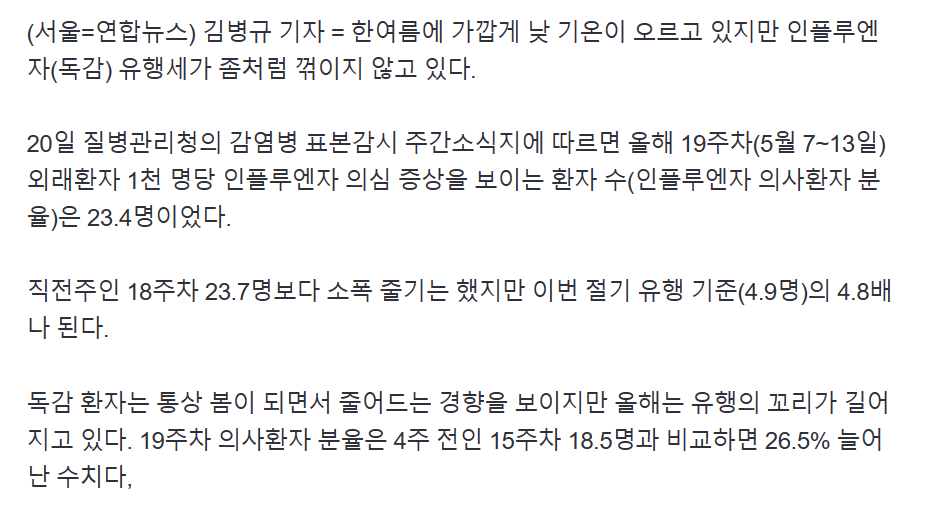 (서울=연합뉴스) 김병규 기자 = 한여름에 가깝게 낮 기온이 오르고 있지만 인플루엔
자(독감) 유행세가 좀처럼 꺾이지 않고 있다.
20일 질병관리청의 감염병 표본감시 주간소식지에 따르면 올해 19주차(5월 7~13일)
외래환자 1천 명당 인플루엔자 의심 증상을 보이는 환자 수(인플루엔자 의사환자 분
율)은 23.4명이었다.
직전주인 18주차 23.7명보다 소폭 줄기는 했지만 이번 절기 유행 기준(4.9명)의 4.8배
나 된다.
독감 환자는 통상 봄이 되면서 줄어드는 경향을 보이지만 올해는 유행의 꼬리가 길어
지고 있다. 19주차 의사환자 분율은 4주 전인 15주차 18.5명과 비교하면 26.5% 늘어
난 수치다,